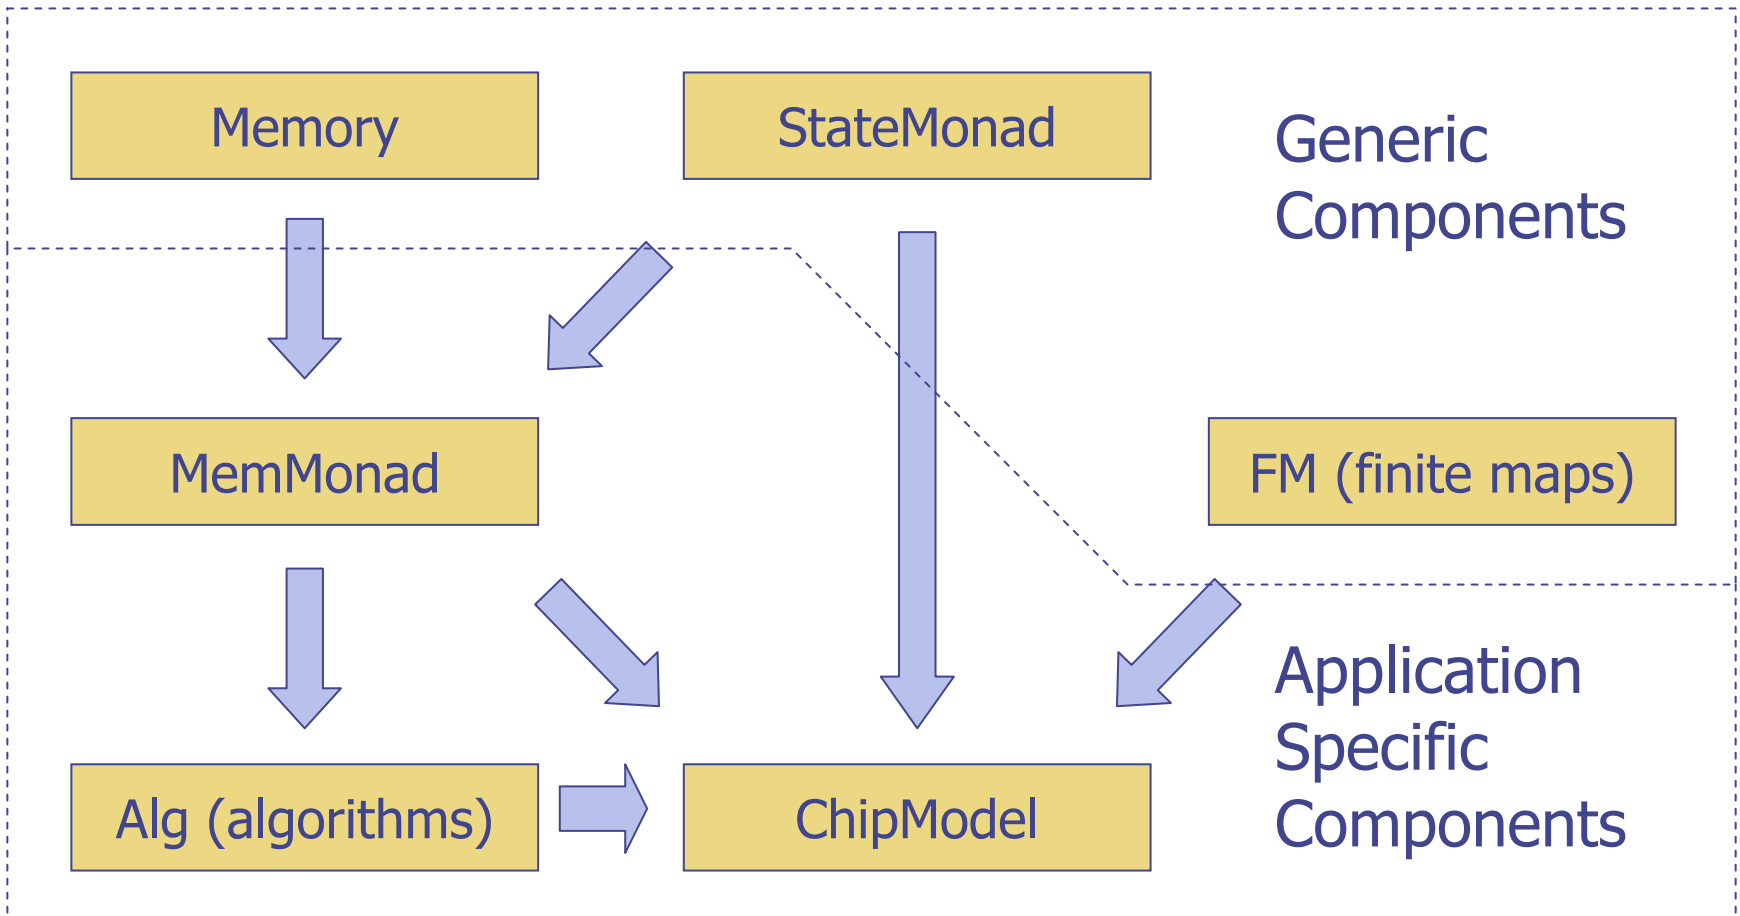 Memory
StateMonad
Generic
Components
MemMonad
FM (finite maps)
Application
Specific
Components
Alg (algorithms)
ChipModel